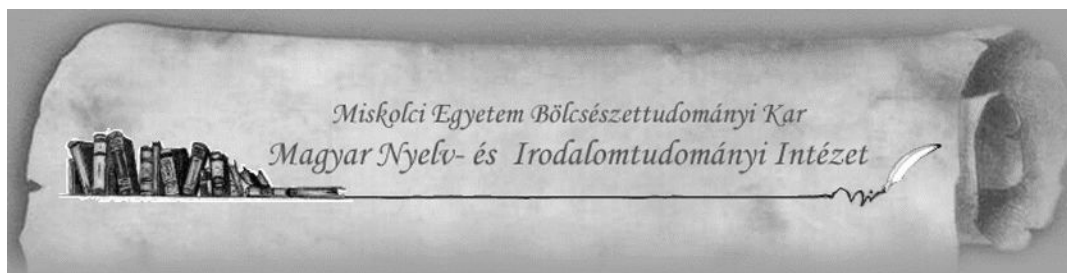 Miskolci Egyetem Bölcsészettudományi Kar
Magyar Nyelv- és Irodalomtudományi Intézet